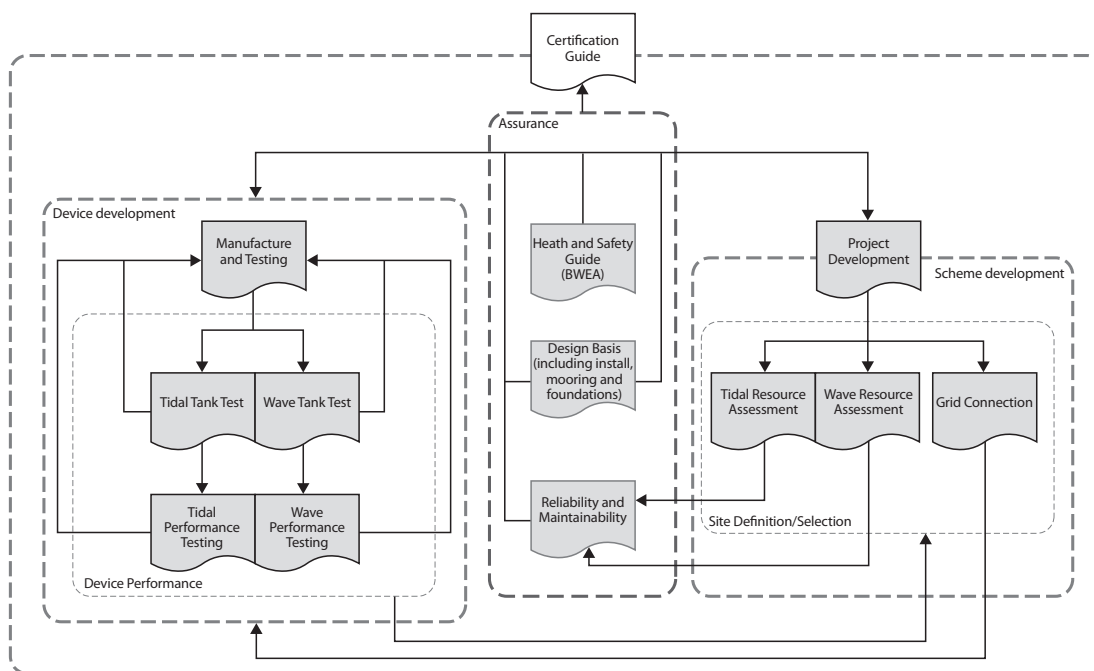 Certification
Guide
Assurance
Device development
Manufacture
and Testing
Heath and Safety
Guide
(BWEA)
Project
Development
Scheme development
Design Basis
(including install,
mooring and
foundations)
Tidal Tank Test
Wave Tank Test
Tidal Resource
Assessment
Wave Resource
Assessment
Grid Connection
Tidal
Performance
Testing
Wave
Performance
Testing
Reliability and
Maintainability
Site Definition/Selection
Device Performance